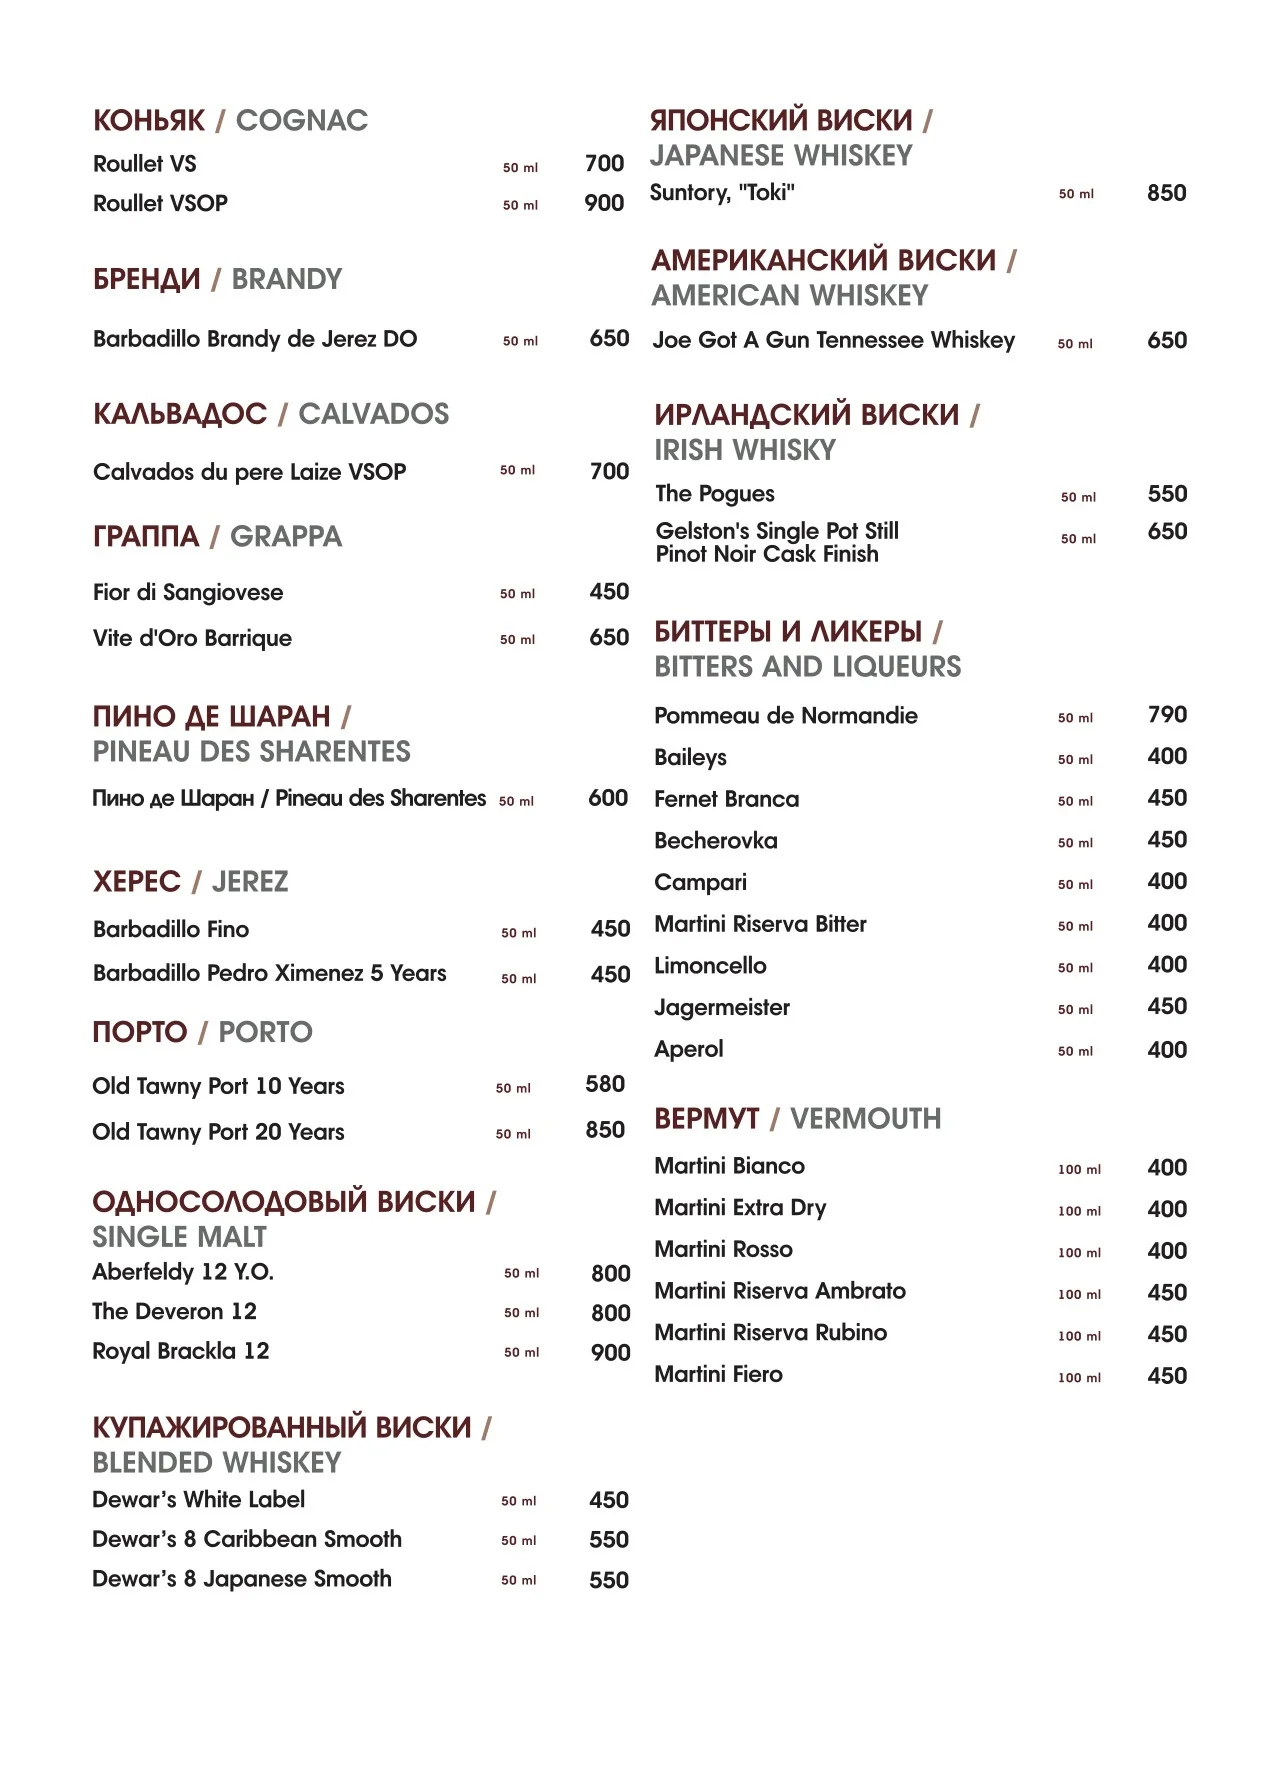 КОНЬЯК / COGNAC
Roullet VS 50 ml 700
Roullet VSOP 50 ml 900
БРЕНДИ / BRANDY
Barbadillo Brandy de Jerez DO 50 ml 650
КАЛЬВАДОС / CALVADOS
Calvados du pere Laize VSOP 50 ml 700
ГРАППА / GRAPPA
Fior di Sangiovese 50 ml 450
Vite d'Oro Barrique 50 ml 650
ПИНО ДЕ ШАРАН /
PINEAU DES SHARENTES
Пино де Шаран / Pineau des Sharentes 50 ml 600
ХЕРЕС / JEREZ
Barbadillo Fino 50 ml 450
Barbadillo Pedro Ximenez 5 Years 50 ml 450
ПОРТО / PORTO
Old Tawny Port 10 Years 50 ml 580
Old Tawny Port 20 Years 50 ml 850
ОДНОСОЛОДОВЫЙ ВИСКИ /
SINGLE MALT
Aberfeldy 12 Y.O. 50 ml 800
The Deveron 12 50 ml 800
Royal Brackla 12 50 ml 900
КУПАЖИРОВАННЫЙ ВИСКИ /
BLENDED WHISKEY
Dewar’s White Label 50 ml 450
Dewar’s 8 Caribbean Smooth 50 ml 550
Dewar’s 8 Japanese Smooth 50 ml 550
ЯПОНСКИЙ ВИСКИ /
JAPANESE WHISKEY
Suntory, "Toki" 50 ml 850
АМЕРИКАНСКИЙ ВИСКИ /
AMERICAN WHISKEY
Joe Got A Gun Tennessee Whiskey 50 ml 650
ИРЛАНДСКИЙ ВИСКИ /
IRISH WHISKY
The Pogues 50 ml 550
Gelston's Single Pot Still 50 ml 650
Pinot Noir Cask Finish
БИТТЕРЫ И ЛИКЕРЫ /
BITTERS AND LIQUEURS
Pommeau de Normandie 50 ml 790
Baileys 50 ml 400
Fernet Branca 50 ml 450
Becherovka 50 ml 450
Campari 50 ml 400
Martini Riserva Bitter 50 ml 400
Limoncello 50 ml 400
Jagermeister 50 ml 450
Aperol 50 ml 400
ВЕРМУТ / VERMOUTH
Martini Bianco 100 ml 400
Martini Extra Dry 100 ml 400
Martini Rosso 100 ml 400
Martini Riserva Ambrato 100 ml 450
Martini Riserva Rubino 100 ml 450
Martini Fiero 100 ml 450